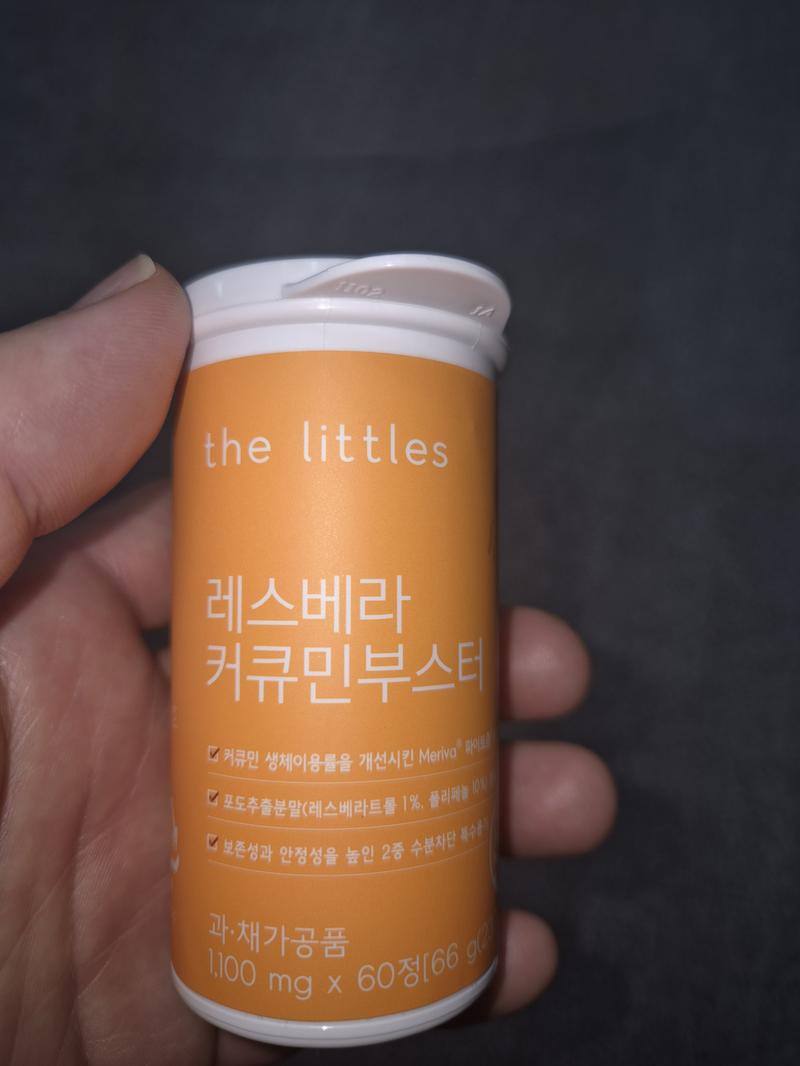 the littles
레스베라
커큐민부스터
커큐민 생체이용률을 개선시킨 Meriva®
포도추출분말(레스베라트롤 1%, 폴리페놀 10%)
보존성과 안정성을 높인 2중 수분차단
과·채가공품
1,100 mg x 60정[66 g